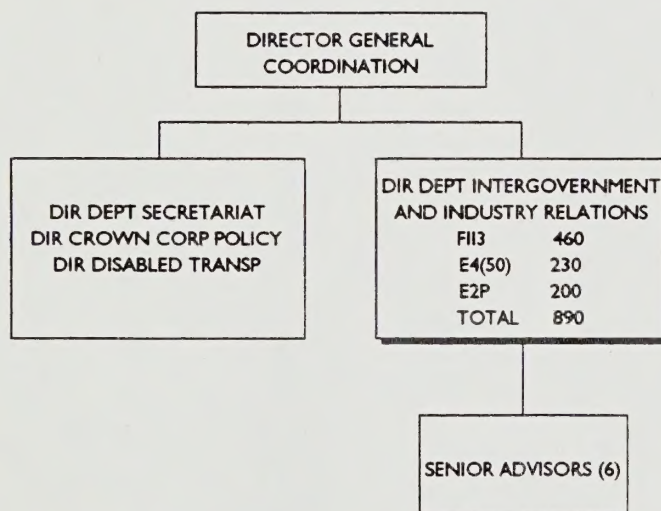 DIRECTOR GENERAL
COORDINATION
DIR DEPT SECRETARIAT
DIR CROWN CORP POLICY
DIR DISABLED TRANSP
DIR DEPT INTERGOVERNMENT
AND INDUSTRY RELATIONS
FII3 460
E4(50) 230
E2P 200
TOTAL 890
SENIOR ADVISORS (6)